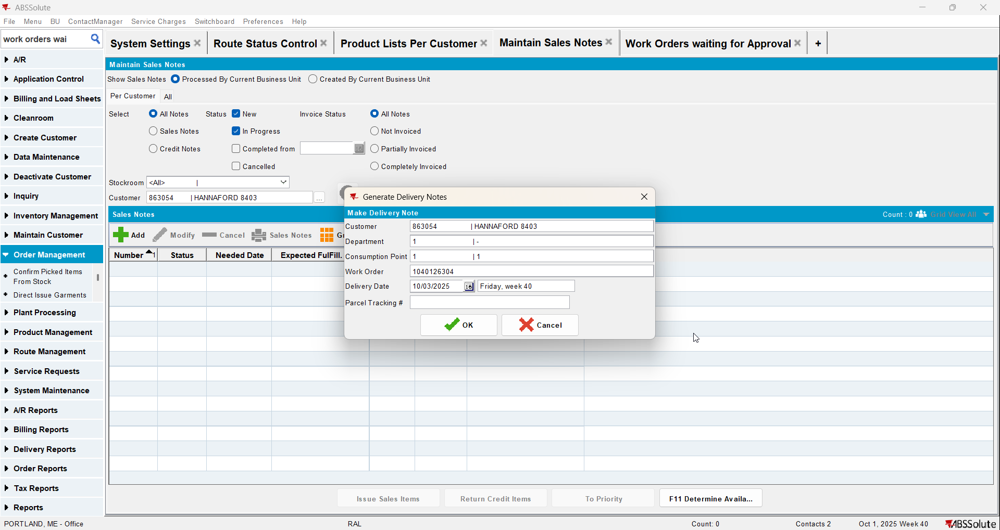 ABSSolute
File Menu BU ContactManager Service Charges Switchboard Preferences Help
work orders wai
System Settings
Route Status Control
Product Lists Per Customer
Maintain Sales Notes
Work Orders waiting for Approval
+
A/R
Application Control
Billing and Load Sheets
Cleanroom
Create Customer
Data Maintenance
Deactivate Customer
Inquiry
Inventory Management
Maintain Customer
Order Management
Confirm Picked Items
From Stock
Direct Issue Garments
Plant Processing
Product Management
Route Management
Service Requests
System Maintenance
A/R Reports
Billing Reports
Delivery Reports
Order Reports
Tax Reports
Reports
Maintain Sales Notes
Show Sales Notes Processed By Current Business Unit Created By Current Business Unit
Per Customer All
Select All Notes Status New Invoice Status All Notes
Sales Notes In Progress Not Invoiced
Credit Notes Completed from 16 Partially Invoiced
Cancelled Completely Invoiced
Stockroom <All> |
Customer 863054 | HANNAFORD 8403 ...
Sales Notes Count : 0 Grid View All
Add Modify Cancel Sales Notes Gr
Number 1 Status Needed Date Expected FulFill.
Generate Delivery Notes
Make Delivery Note
Customer 863054 | HANNAFORD 8403
Department 1 | -
Consumption Point 1 | 1
Work Order 1040126304
Delivery Date 10/03/2025 16 Friday, week 40
Parcel Tracking #
OK Cancel
Issue Sales Items Return Credit Items To Priority F11 Determine Availa...
PORTLAND, ME - Office RAL Count: 0 Contacts 2 Oct 1, 2025 Week 40 ABSSolute